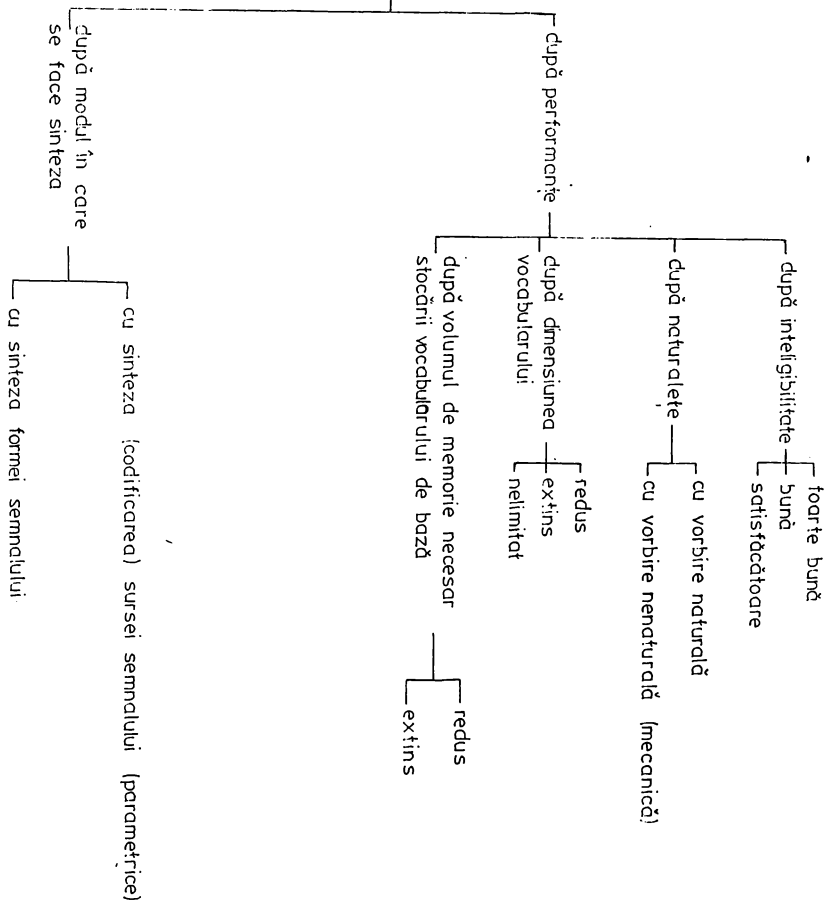 după performanțe
după inteligibilitate
foarte bună
bună
satisfăcătoare
după naturalețe
cu vorbire naturală
cu vorbire nenaturală (mecanică)
după dimensiunea
vocabularului
redus
extins
nelimitat
după volumul de memorie necesar
stocării vocabularului de bază
redus
extins
după modul în care
se face sinteza
cu sinteza (codificarea) sursei semnalului (parametrice)
cu sinteza formei semnalului